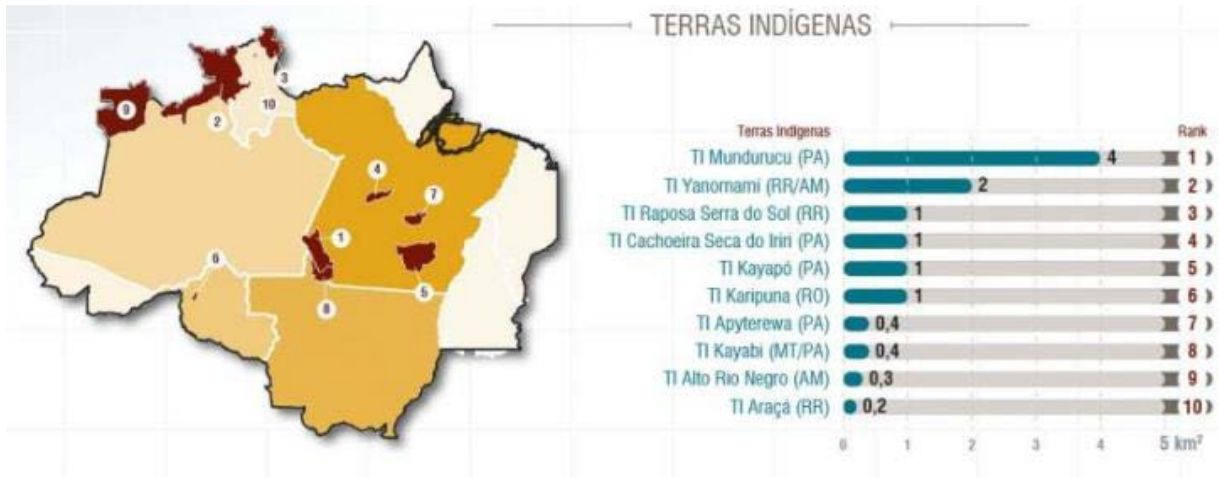 TERRAS INDÍGENAS
9
3
10
2
4
7
1
6
5
8
Terras Indígenas Rank
TI Mundurucu (PA) 4 1
TI Yanornami (RR/AM) 2 2
TI Raposa Serra do Sol (RR) 1 3
TI Cachoeira Seca do Iriri (PA) 1 4
TI Kayapó (PA) 1 5
TI Karipuna (RO) 1 6
TI Apyterewa (PA) 0,4 7
TI Kayabi (MT/PA) 0,4 8
TI Alto Rio Negro (AM) 0,3 9
TI Araçá (RR) 0,2 10
0 1 2 3 4 5 km²